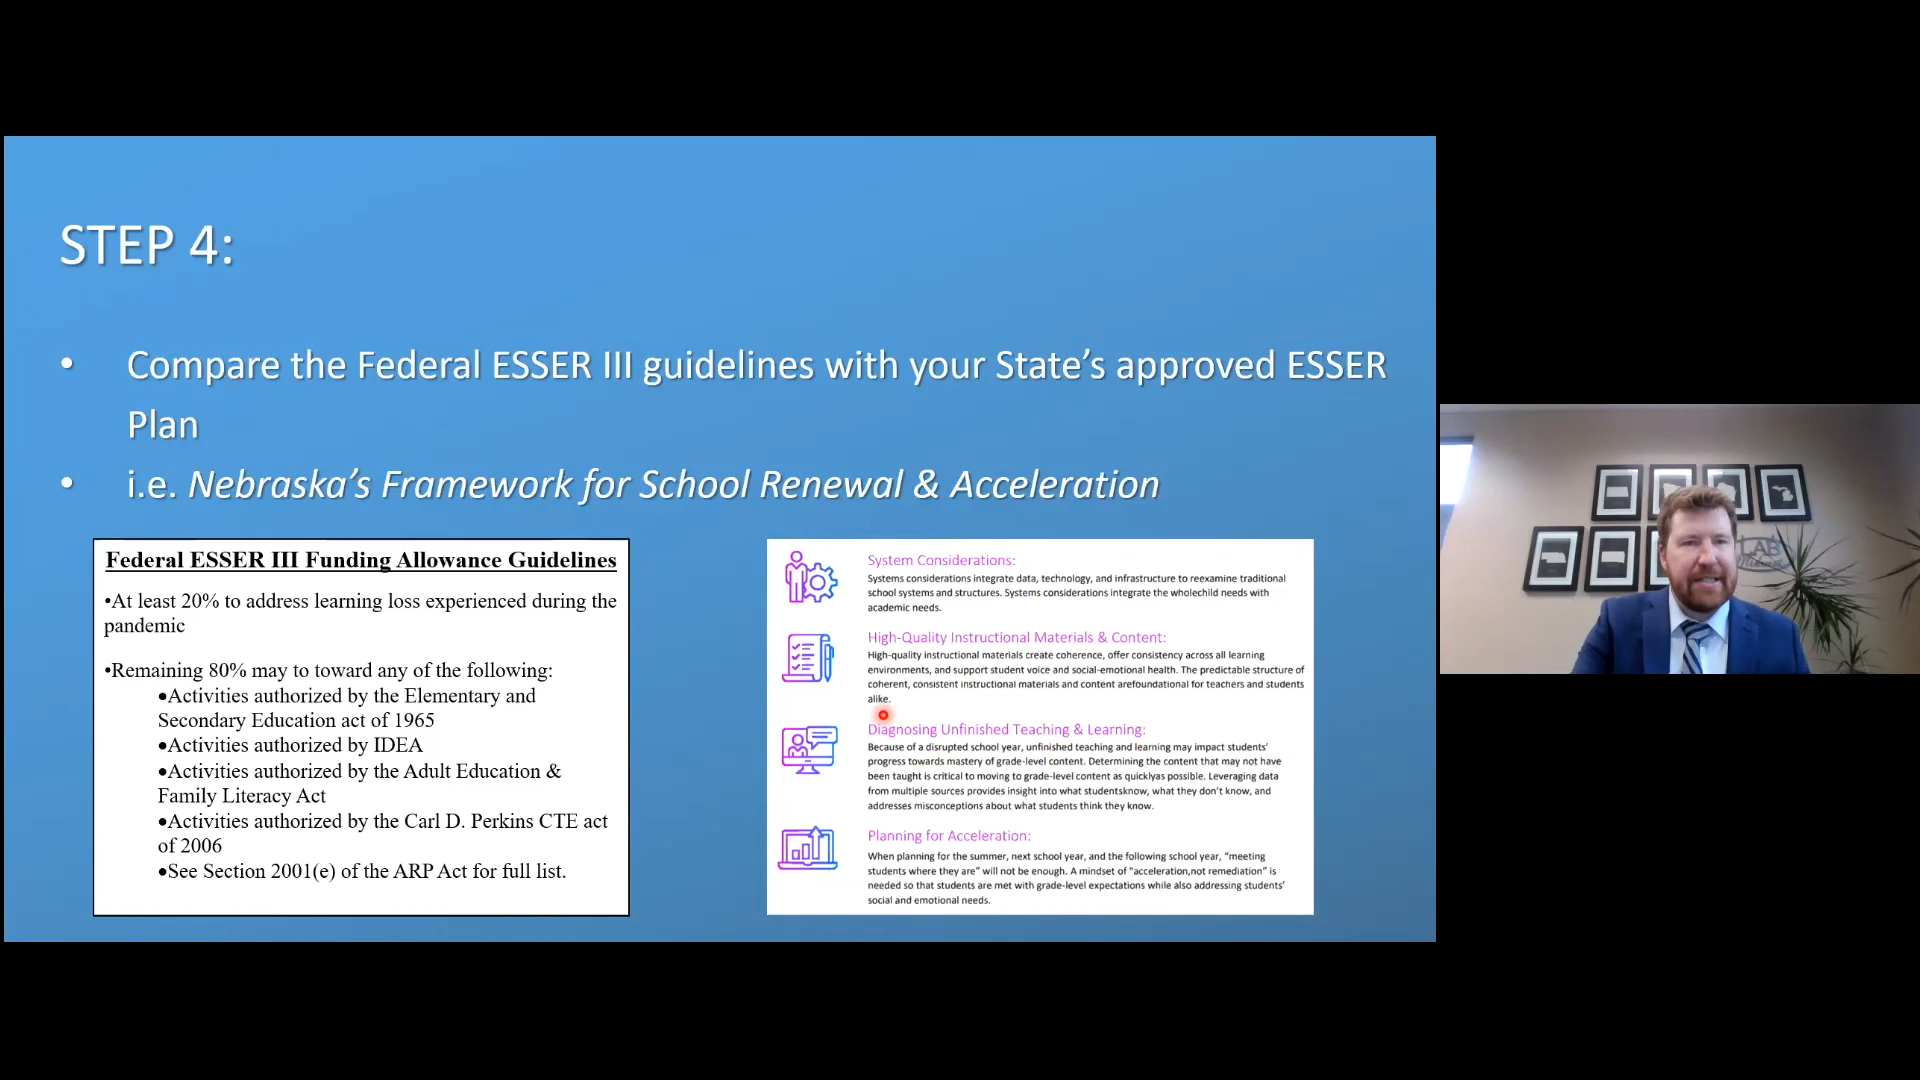 STEP 4:
• Compare the Federal ESSER III guidelines with your State’s approved ESSER
Plan
• i.e. Nebraska’s Framework for School Renewal & Acceleration
Federal ESSER III Funding Allowance Guidelines
•At least 20% to address learning loss experienced during the
pandemic
•Remaining 80% may to toward any of the following:
•Activities authorized by the Elementary and
Secondary Education act of 1965
•Activities authorized by IDEA
•Activities authorized by the Adult Education &
Family Literacy Act
•Activities authorized by the Carl D. Perkins CTE act
of 2006
•See Section 2001(e) of the ARP Act for full list.
System Considerations:
Systems considerations integrate data, technology, and infrastructure to reexamine traditional
school systems and structures. Systems considerations integrate the wholechild needs with
academic needs.
High-Quality Instructional Materials & Content:
High-quality instructional materials create coherence, offer consistency across all learning
environments, and support student voice and social-emotional health. The predictable structure of
coherent, consistent instructional materials and content arefoundational for teachers and students
alike.
Diagnosing Unfinished Teaching & Learning:
Because of a disrupted school year, unfinished teaching and learning may impact students’
progress towards mastery of grade-level content. Determining the content that may not have
been taught is critical to moving to grade-level content as quicklyas possible. Leveraging data
from multiple sources provides insight into what studentsknow, what they don’t know, and
addresses misconceptions about what students think they know.
Planning for Acceleration:
When planning for the summer, next school year, and the following school year, “meeting
students where they are” will not be enough. A mindset of “acceleration,not remediation” is
needed so that students are met with grade-level expectations while also addressing students’
social and emotional needs.
LAB
Midwest